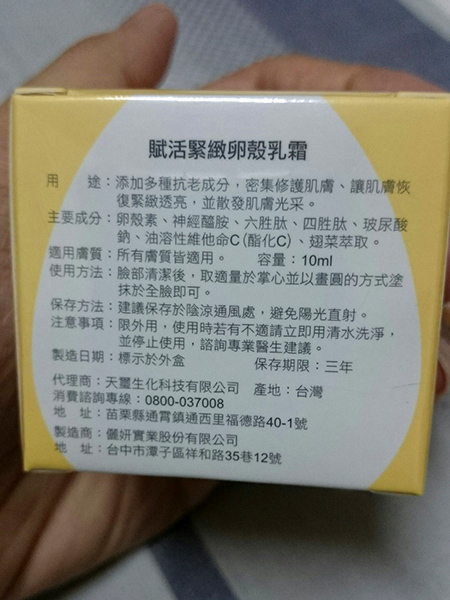 賦活緊緻卵殼乳霜
用 途：添加多種抗老成分，密集修護肌膚、讓肌膚恢
復緊緻透亮，並散發肌膚光采。
主要成分：卵殼素、神經醯胺、六胜肽、四胜肽、玻尿酸
鈉、油溶性維他命C(酯化C)、翅菜萃取。
適用膚質：所有膚質皆適用。 容量：10ml
使用方法：臉部清潔後，取適量於掌心並以畫圓的方式塗
抹於全臉即可。
保存方法：建議保存於陰涼通風處，避免陽光直射。
注意事項：限外用，使用時若有不適請立即用清水洗淨，
並停止使用，諮詢專業醫生建議。
製造日期：標示於外盒 保存期限：三年
代理商：天璽生化科技有限公司 產地：台灣
消費諮詢專線：0800-037008
地 址：苗栗縣通霄鎮通西里福德路40-1號
製造商：儷妍實業股份有限公司
地 址：台中市潭子區祥和路35巷12號